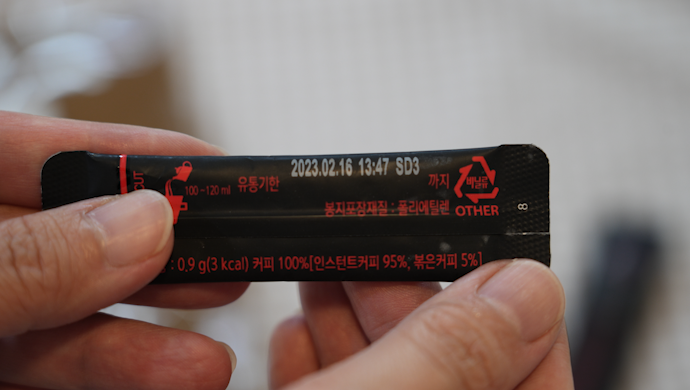 2023.02.16 13:47 SD3
CUT
100~120 ml 유통기한 까지
비닐류
봉지포장재질 : 폴리에틸렌 OTHER
8
: 0,9 g(3 kcal) 커피 100%[인스턴트커피 95%, 볶은커피 5%]